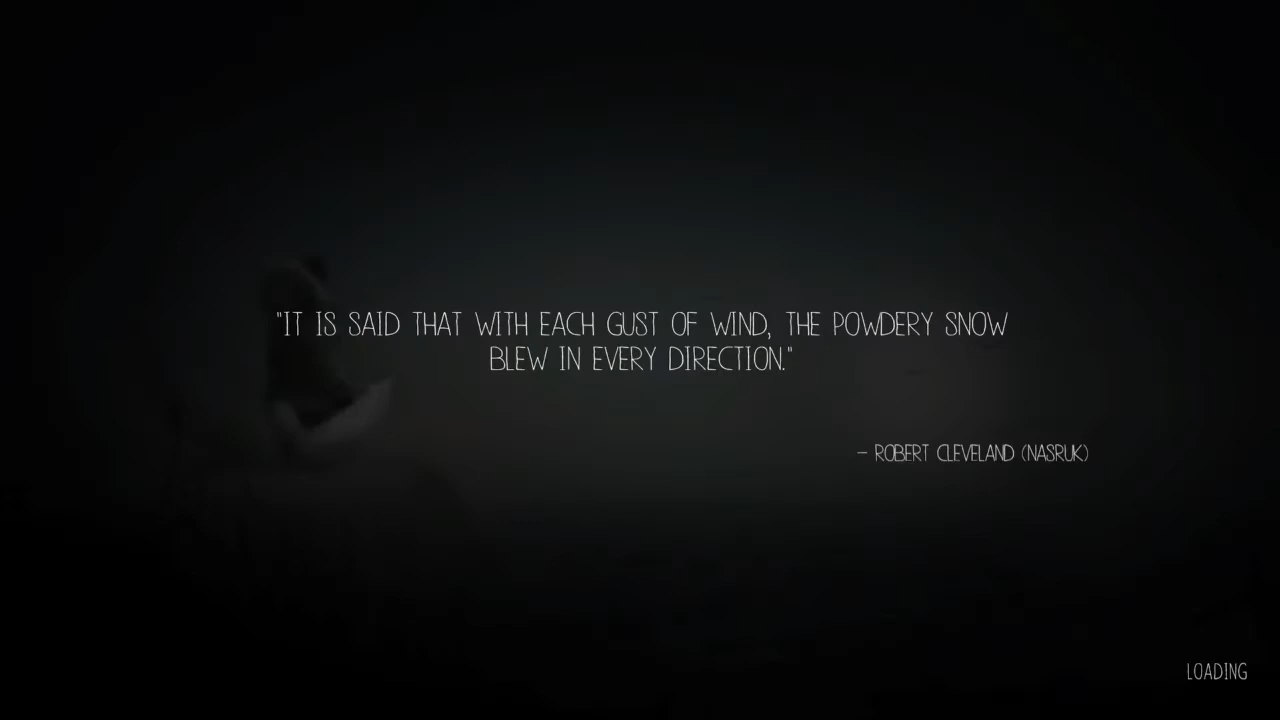 "IT IS SAID THAT WITH EACH GUST OF WIND, THE POWDERY SNOW
BLEW IN EVERY DIRECTION."
– ROBERT CLEVELAND (NASRUK)
LOADING